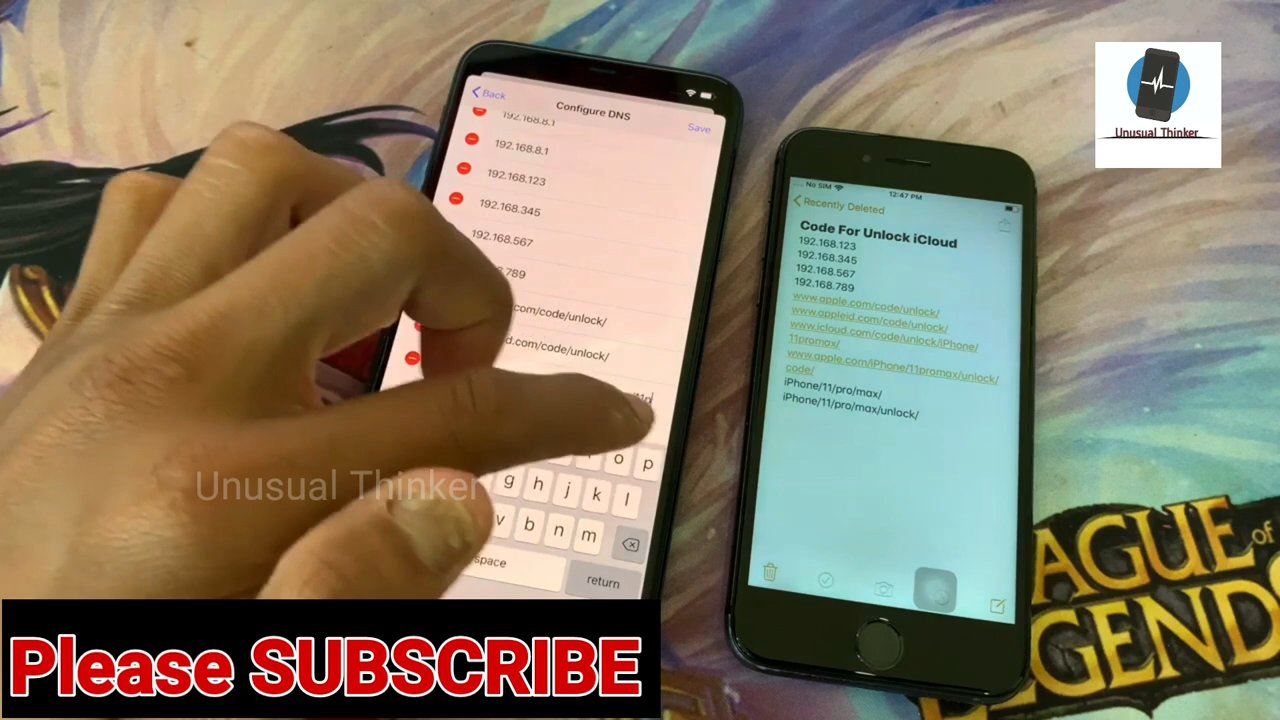 Back
Configure DNS
Save
192.168.8.1
192.168.8.1
192.168.123
192.168.345
192.168.567
789
com/code/unlock/
d.com/code/unlock/
o p
g h j k l
v b n m
space
return
No SIM
12:47 PM
Recently Deleted
Code For Unlock iCloud
192.168.123
192.168.345
192.168.567
192.168.789
www.apple.com/code/unlock/
www.appleid.com/code/unlock/
www.icloud.com/code/unlock/iPhone/
11promax/
www.apple.com/iPhone/11promax/unlock/
code/
iPhone/11/pro/max/
iPhone/11/pro/max/unlock/
Unusual Thinker
Unusual Thinker
Please SUBSCRIBE
EAGUE of
EGENDS